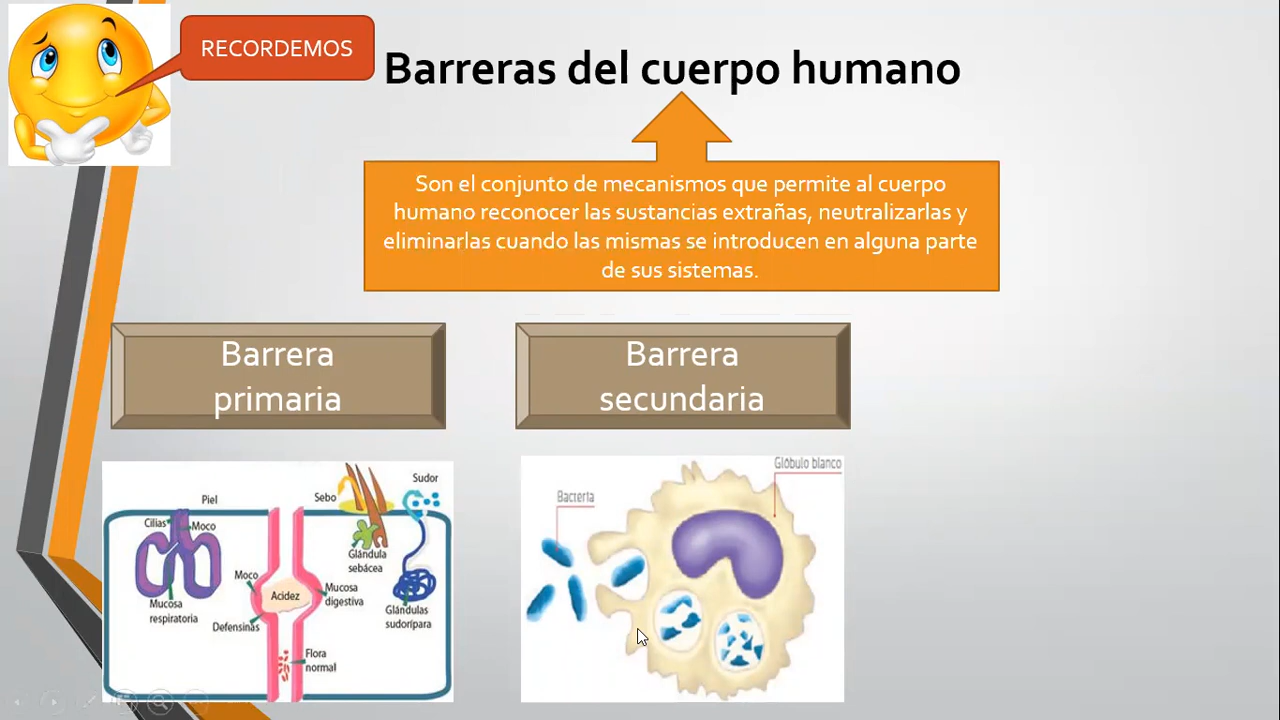 RECORDEMOS
Barreras del cuerpo humano
Son el conjunto de mecanismos que permite al cuerpo
humano reconocer las sustancias extrañas, neutralizarlas y
eliminarlas cuando las mismas se introducen en alguna parte
de sus sistemas.
Barrera
primaria
Barrera
secundaria
Piel
Cilias
Moco
Mucosa
respiratoria
Moco
Defensinas
Acidez
Mucosa
digestiva
Flora
normal
Sebo
Glándula
sebácea
Sudor
Glándulas
sudorípara
Bacteria
Glóbulo blanco